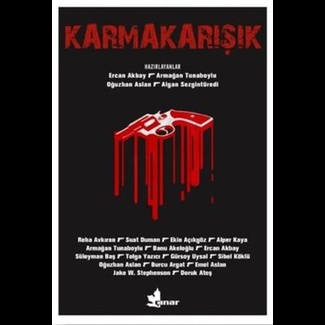 KARMAKARIŞIK
HAZIRLAYANLAR
Ercan Akbay Armağan Tunaboylu
Oğuzhan Aslan Algan Sezgintüredi
Reha Avkıran Suat Duman Ekin Açıkgöz Alper Kaya
Armağan Tunaboylu Banu Akeloğlu Ercan Akbay
Süleyman Baş Tolga Yazıcı Gürsoy Uysal Sibel Köklü
Oğuzhan Aslan Burcu Argat Emel Aslan
Jake W. Stephenson Doruk Ateş
çınar